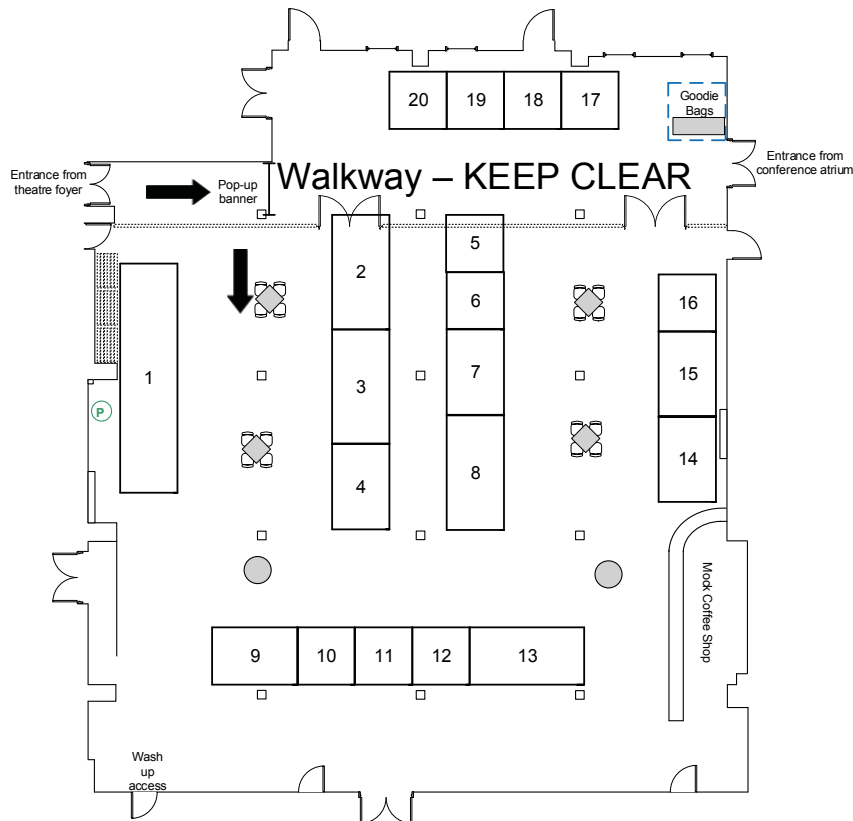 20 19 18 17
Goodie
Bags
Entrance from
theatre foyer
Pop-up
banner
Walkway – KEEP CLEAR
Entrance from
conference atrium
5
2
6
16
1
3
7
15
P
4
8
14
Mock Coffee Shop
9 10 11 12 13
Wash
up
access